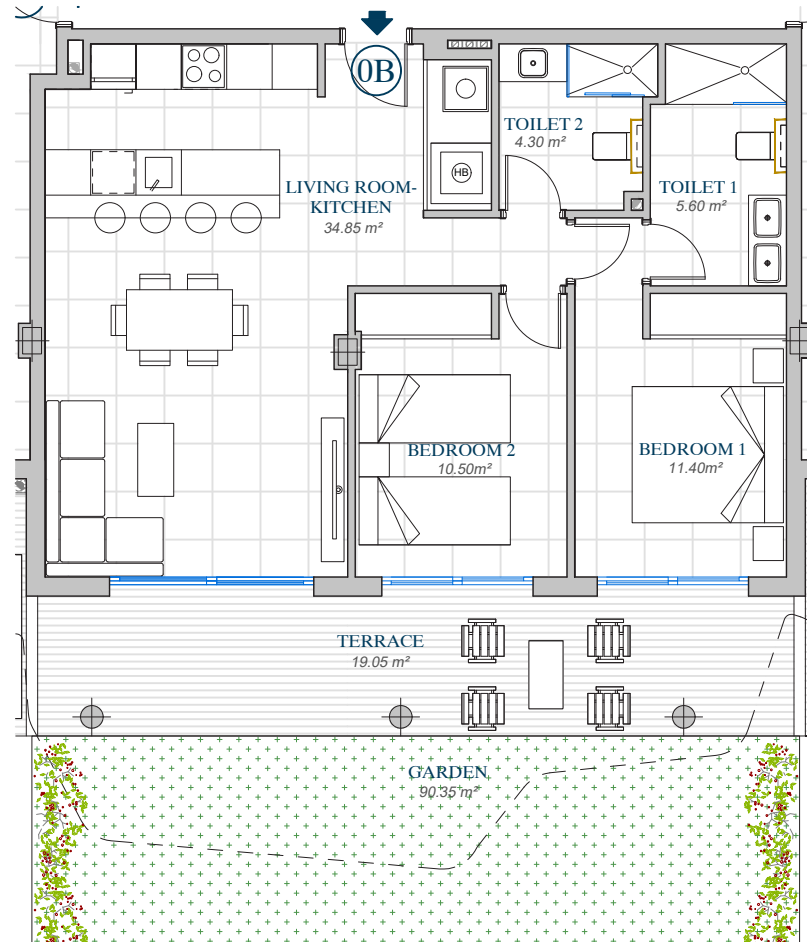 0B
TOILET 2
4.30 m²
HB
LIVING ROOM-
KITCHEN
34.85 m²
TOILET 1
5.60 m²
BEDROOM 2
10.50m²
BEDROOM 1
11.40m²
TERRACE
19.05 m²
GARDEN
90.35 m²